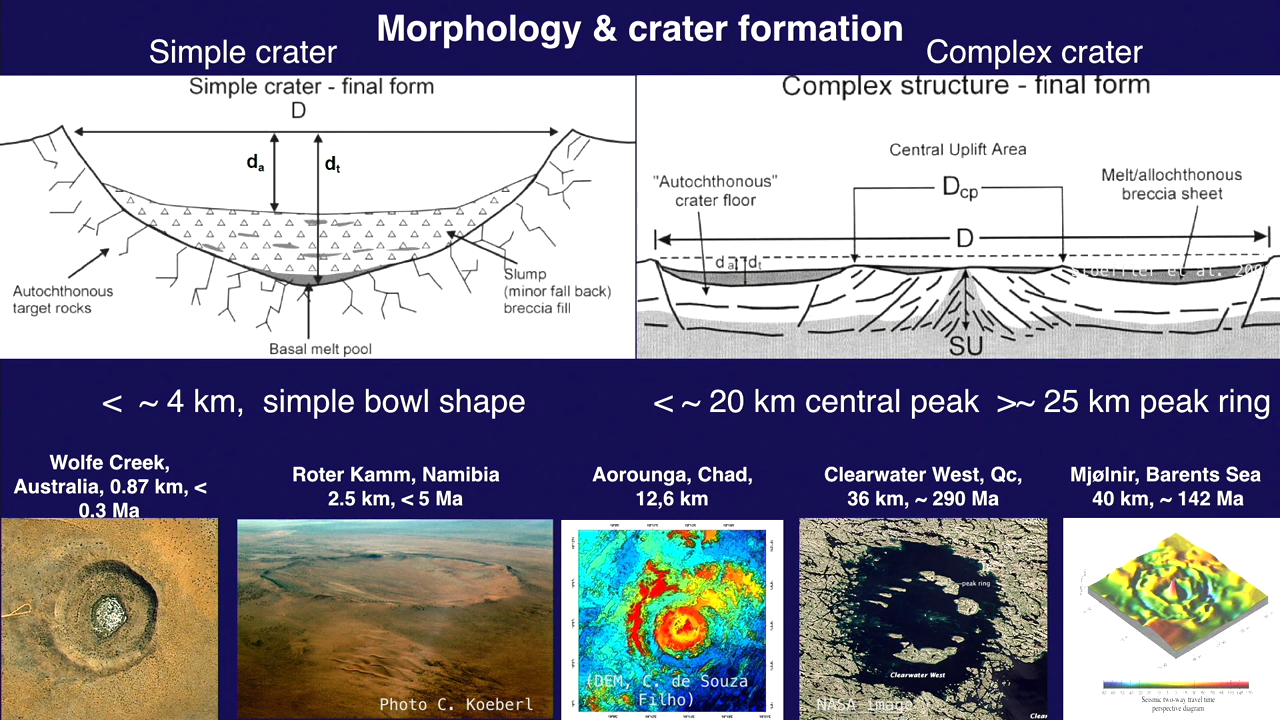 Morphology & crater formation
Simple crater
Complex crater
Simple crater - final form
D
da
dt
Autochthonous
target rocks
Slump
(minor fall back)
breccia fill
Basal melt pool
Complex structure - final form
Central Uplift Area
"Autochthonous"
crater floor
Dcp
Melt/allochthonous
breccia sheet
D
da
dt
et al.
SU
< ~ 4 km, simple bowl shape
< ~ 20 km central peak >~ 25 km peak ring
Wolfe Creek,
Australia, 0.87 km, <
0.3 Ma
Roter Kamm, Namibia
2.5 km, < 5 Ma
Aorounga, Chad,
12,6 km
Clearwater West, Qc,
36 km, ~ 290 Ma
Mjølnir, Barents Sea
40 km, ~ 142 Ma
Photo C. Koeberl
(DEM, C. de Souza
Filho)
peak ring
Clearwater West
NASA image
Clear
Seismic two-way travel time
perspective diagram